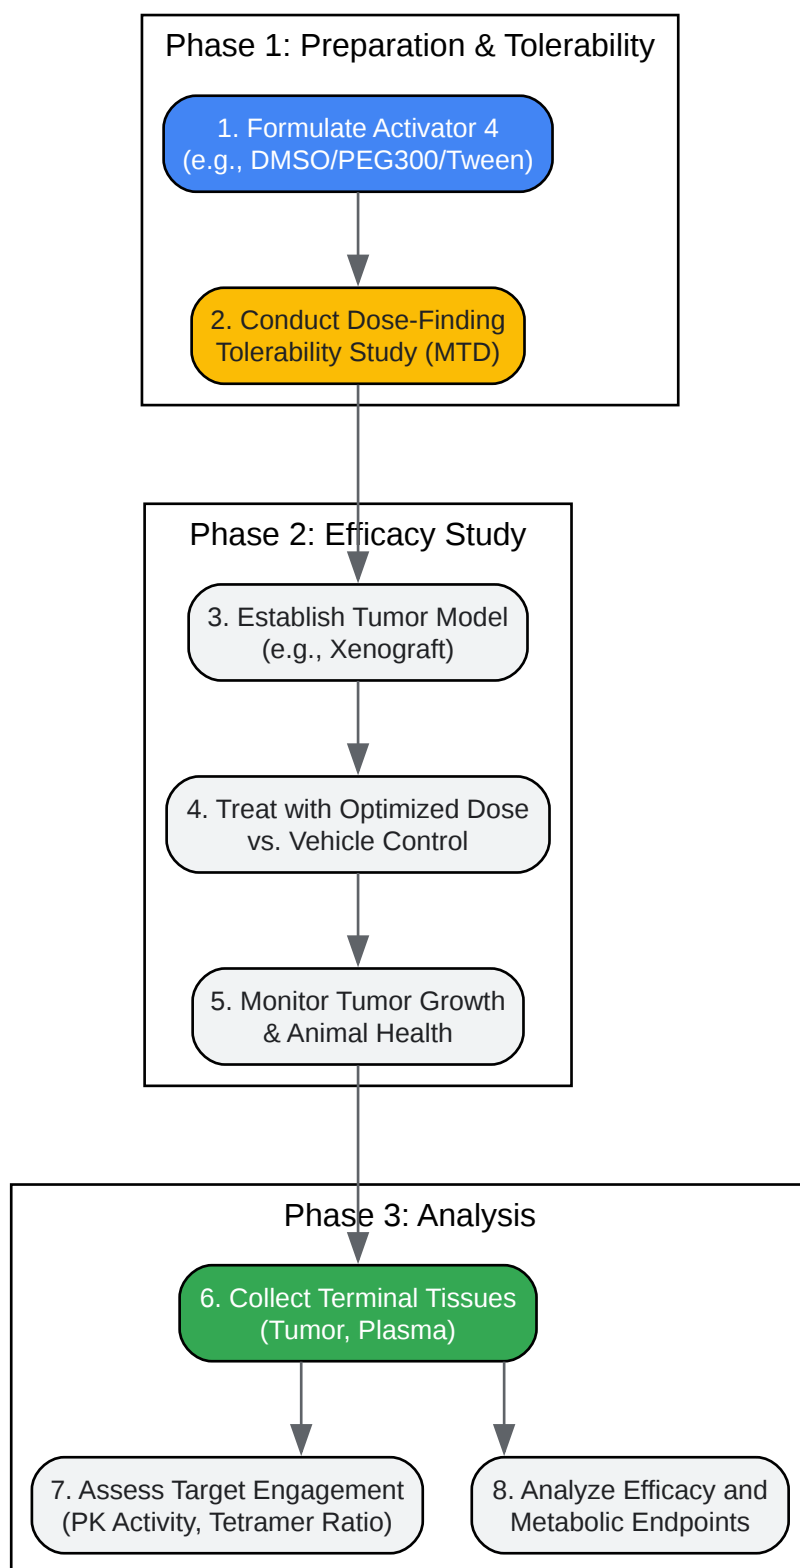 Phase 1: Preparation & Tolerability
1. Formulate Activator 4
(e.g., DMSO/PEG300/Tween)
2. Conduct Dose-Finding
Tolerability Study (MTD)
Phase 2: Efficacy Study
3. Establish Tumor Model
(e.g., Xenograft)
4. Treat with Optimized Dose
vs. Vehicle Control
5. Monitor Tumor Growth
& Animal Health
Phase 3: Analysis
6. Collect Terminal Tissues
(Tumor, Plasma)
7. Assess Target Engagement
(PK Activity, Tetramer Ratio)
8. Analyze Efficacy and
Metabolic Endpoints